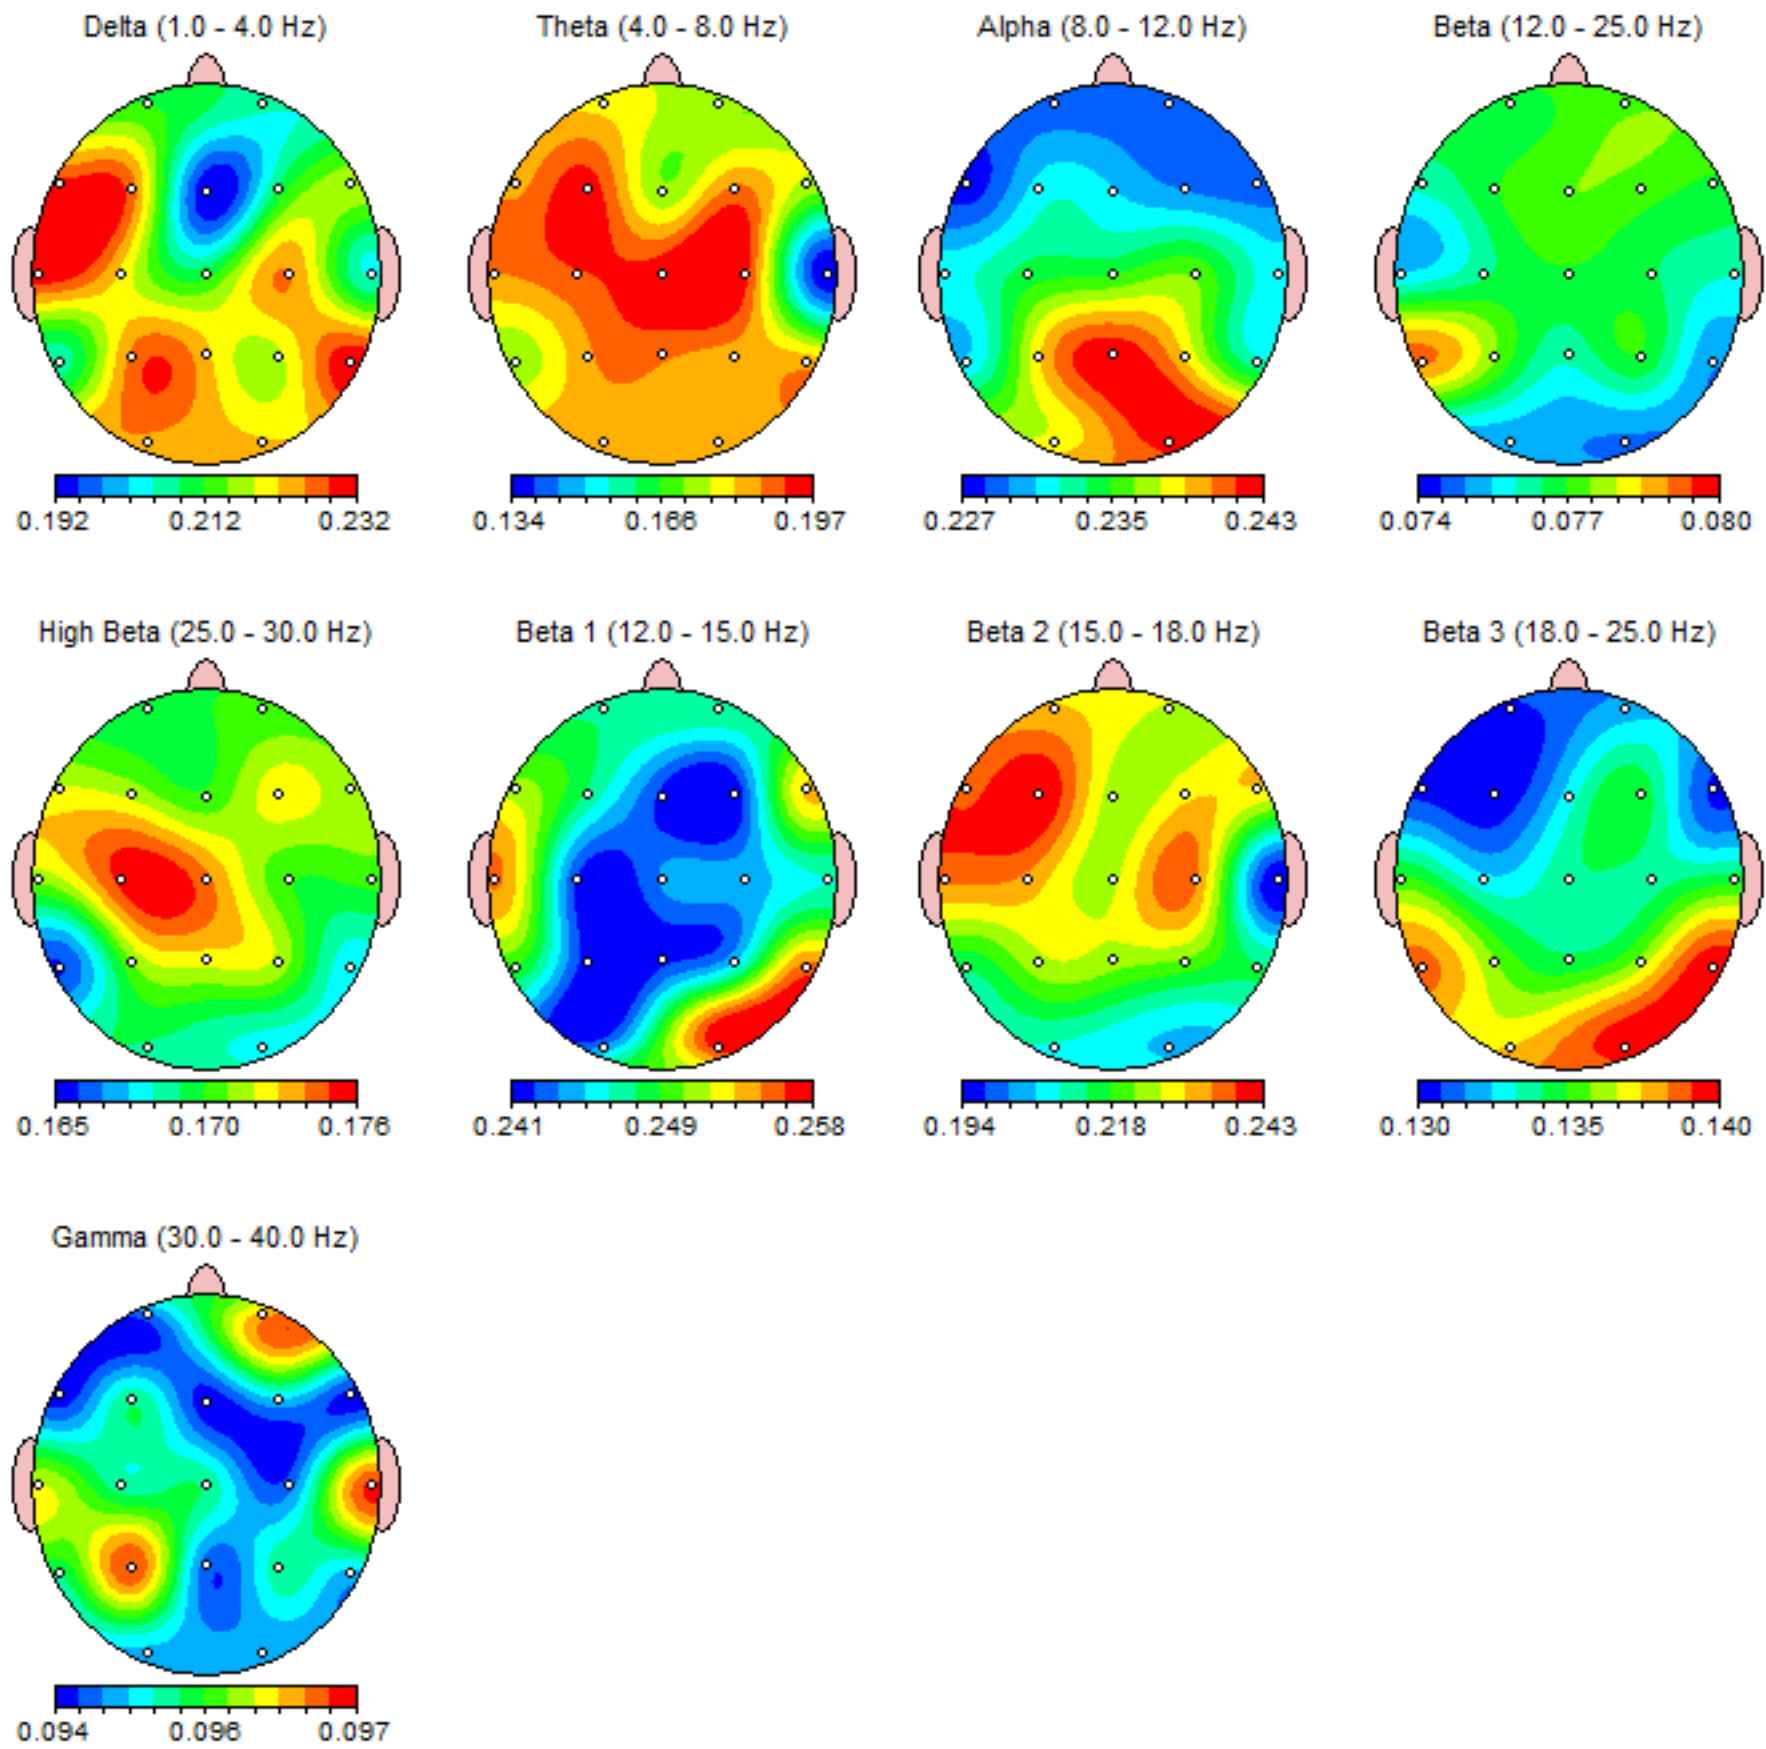 Delta (1.0 - 4.0 Hz)
Theta (4.0 - 8.0 Hz)
Alpha (8.0 - 12.0 Hz)
Beta (12.0 - 25.0 Hz)
0.192 0.212 0.232
0.134 0.166 0.197
0.227 0.235 0.243
0.074 0.077 0.080
High Beta (25.0 - 30.0 Hz)
Beta 1 (12.0 - 15.0 Hz)
Beta 2 (15.0 - 18.0 Hz)
Beta 3 (18.0 - 25.0 Hz)
0.165 0.170 0.176
0.241 0.249 0.258
0.194 0.218 0.243
0.130 0.135 0.140
Gamma (30.0 - 40.0 Hz)
0.094 0.096 0.097